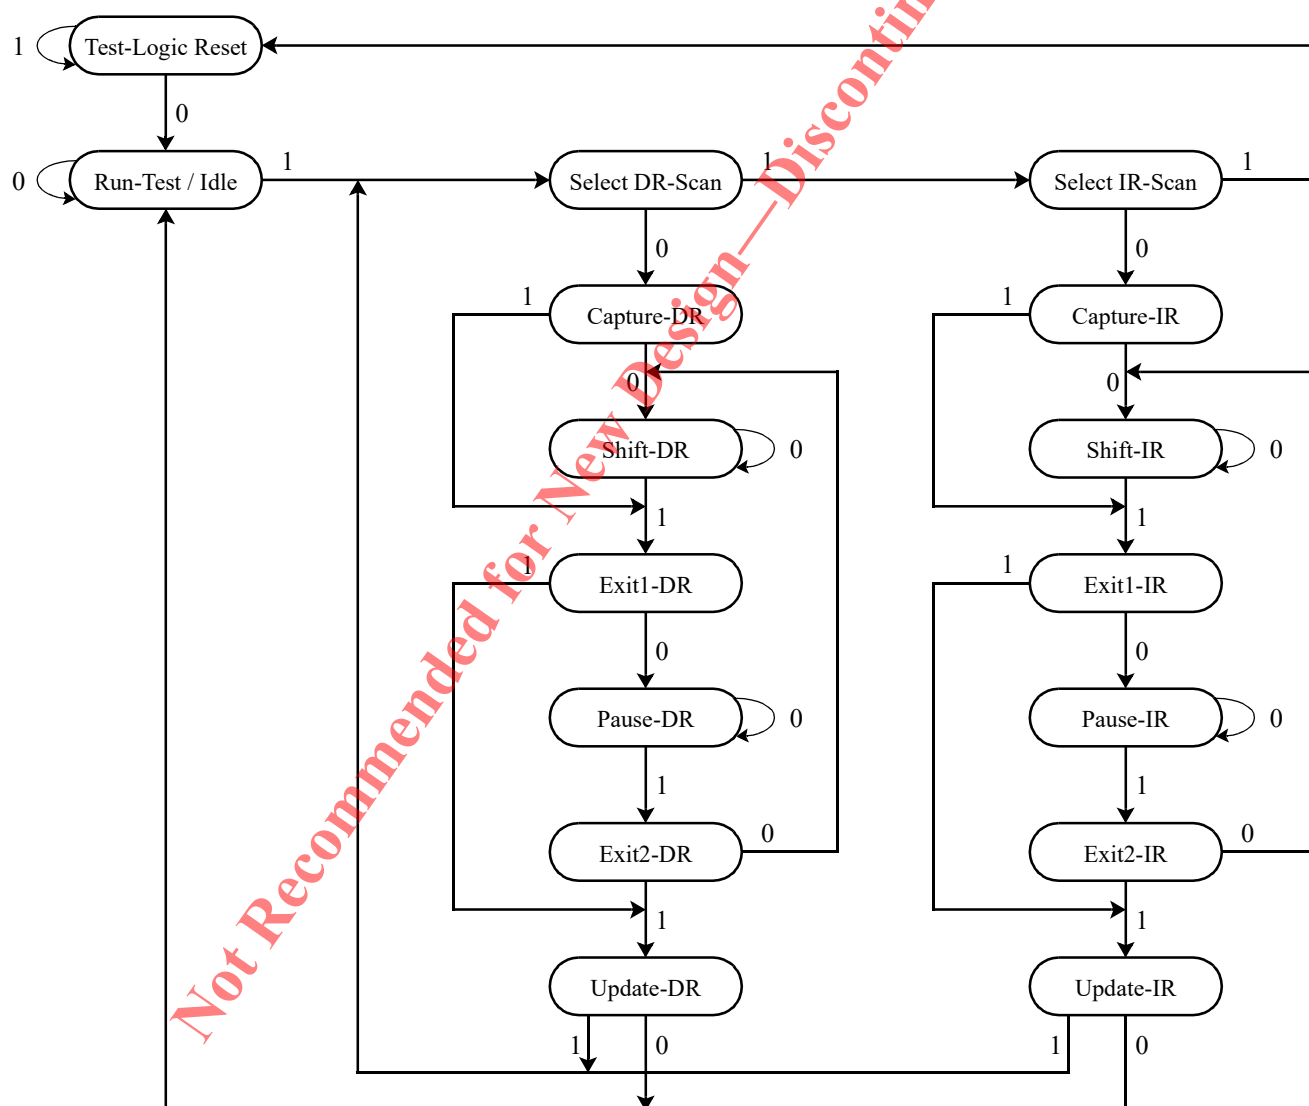 1 Test-Logic Reset
0
0 Run-Test / Idle 1 Select DR-Scan 1 Select IR-Scan 1
0 0
1 Capture-DR 1 Capture-IR
0 0
Shift-DR 0 Shift-IR 0
1 1
1 Exit1-DR 1 Exit1-IR
0 0
Pause-DR 0 Pause-IR 0
1 1
Exit2-DR 0 Exit2-IR 0
1 1
Update-DR Update-IR
1 0 1 0
Not Recommended for New Design—Discontin